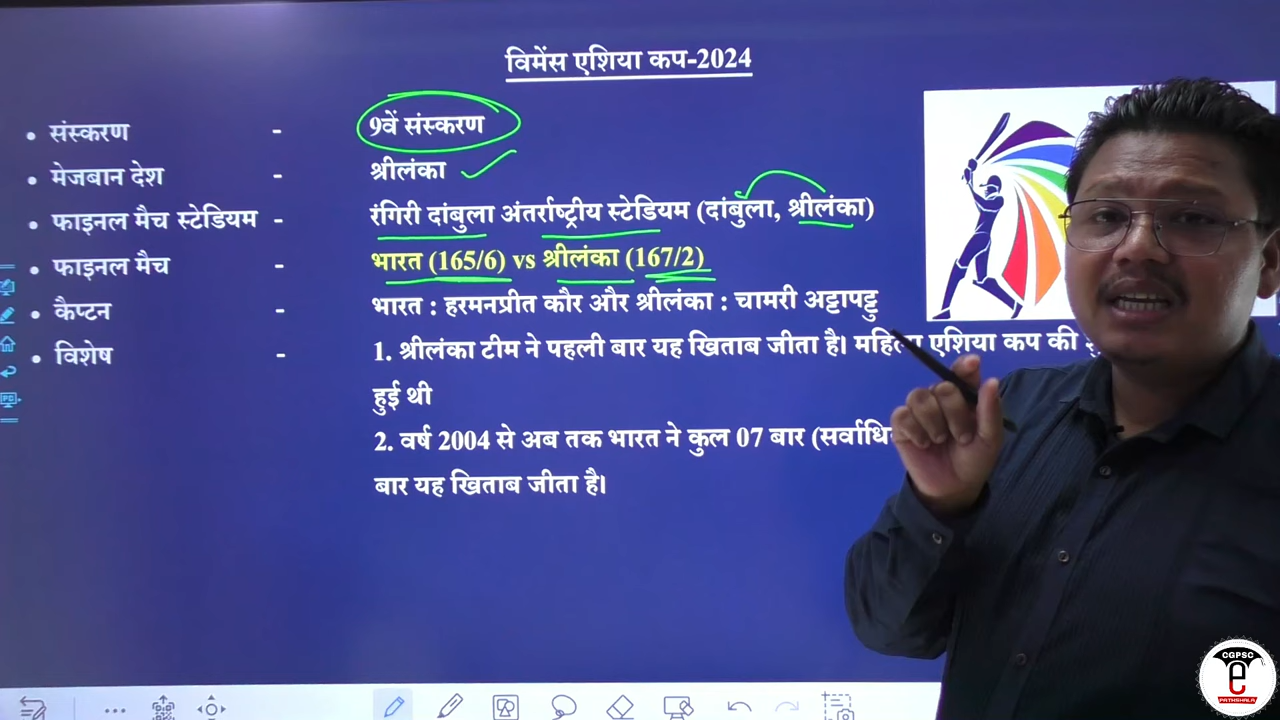 विमेंस एशिया कप-2024
• संस्करण - 9वें संस्करण
• मेजबान देश - श्रीलंका
• फाइनल मैच स्टेडियम - रंगिरी दांबुला अंतर्राष्ट्रीय स्टेडियम (दांबुला, श्रीलंका)
• फाइनल मैच - भारत (165/6) vs श्रीलंका (167/2)
• कैप्टन - भारत : हरमनप्रीत कौर और श्रीलंका : चामरी अट्टापट्टु
• विशेष - 1. श्रीलंका टीम ने पहली बार यह खिताब जीता है। महिला एशिया कप की
हुई थी
2. वर्ष 2004 से अब तक भारत ने कुल 07 बार
बार यह खिताब जीता है।
CGPSC
e
PATHSHALA